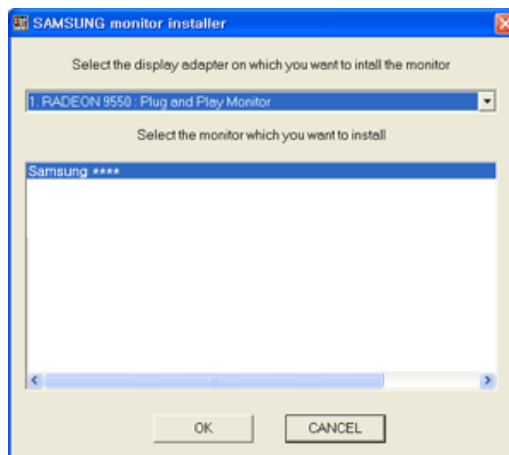 SAMSUNG monitor installer
Select the display adapter on which you want to intall the monitor
1. RADEON 9550 : Plug and Play Monitor
Select the monitor which you want to install
Samsung ****
OK
CANCEL